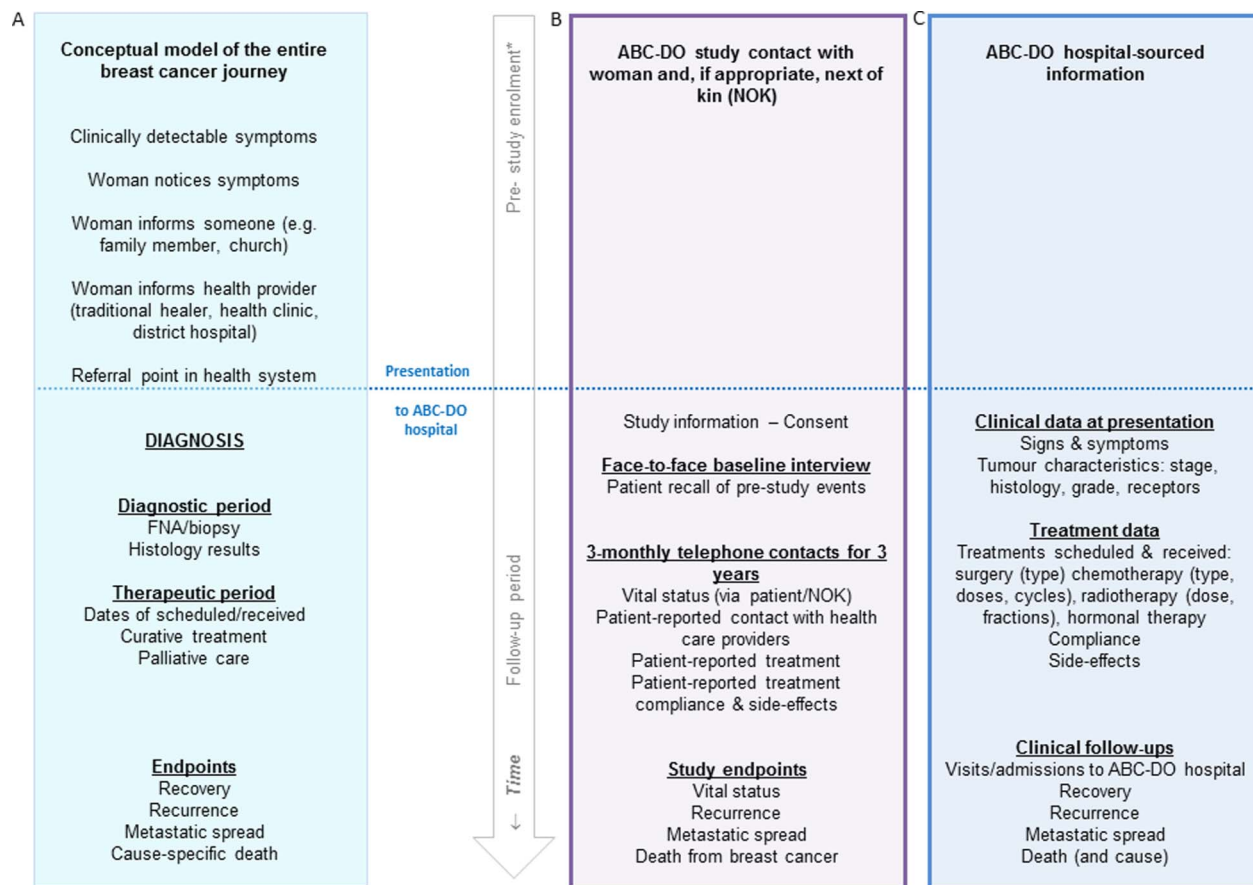 A
Conceptual model of the entire
breast cancer journey
Clinically detectable symptoms
Woman notices symptoms
Woman informs someone (e.g.
family member, church)
Woman informs health provider
(traditional healer, health clinic,
district hospital)
Referral point in health system
DIAGNOSIS
Diagnostic period
FNA/biopsy
Histology results
Therapeutic period
Dates of scheduled/received
Curative treatment
Palliative care
Endpoints
Recovery
Recurrence
Metastatic spread
Cause-specific death
Presentation
to ABC-DO
hospital
Pre- study enrolment*
Follow-up period
← Time
B
ABC-DO study contact with
woman and, if appropriate, next of
kin (NOK)
Study information – Consent
Face-to-face baseline interview
Patient recall of pre-study events
3-monthly telephone contacts for 3
years
Vital status (via patient/NOK)
Patient-reported contact with health
care providers
Patient-reported treatment
Patient-reported treatment
compliance & side-effects
Study endpoints
Vital status
Recurrence
Metastatic spread
Death from breast cancer
C
ABC-DO hospital-sourced
information
Clinical data at presentation
Signs & symptoms
Tumour characteristics: stage,
histology, grade, receptors
Treatment data
Treatments scheduled & received:
surgery (type) chemotherapy (type,
doses, cycles), radiotherapy (dose,
fractions), hormonal therapy
Compliance
Side-effects
Clinical follow-ups
Visits/admissions to ABC-DO hospital
Recovery
Recurrence
Metastatic spread
Death (and cause)